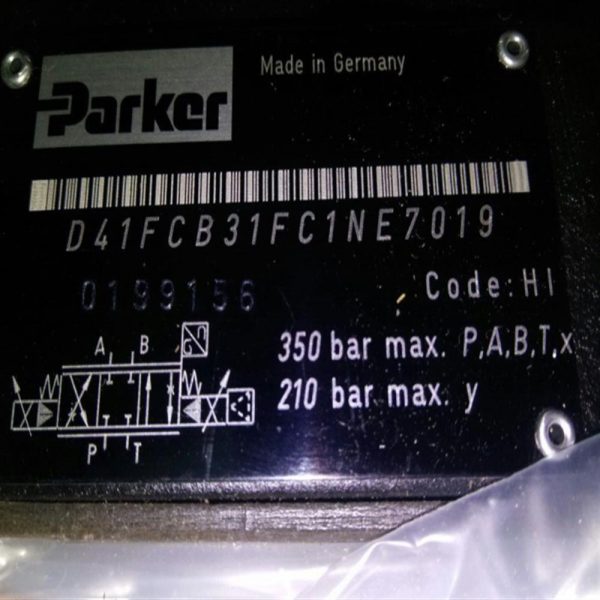 Parker
Made in Germany
D41FCB31FC1NE7019
0199156
Code: HI
A B
G U
350 bar max. P,A,B,T,x
210 bar max. y
P T